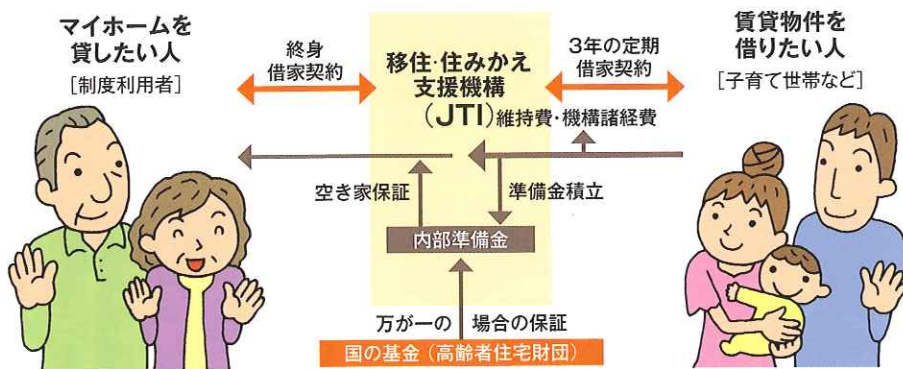 マイホームを
貸したい人
[制度利用者]
終身
借家契約
移住・住みかえ
支援機構
(JTI)
3年の定期
借家契約
賃貸物件を
借りたい人
[子育て世帯など]
維持費・機構諸経費
空き家保証
準備金積立
内部準備金
万が一の 場合の保証
国の基金(高齢者住宅財団)